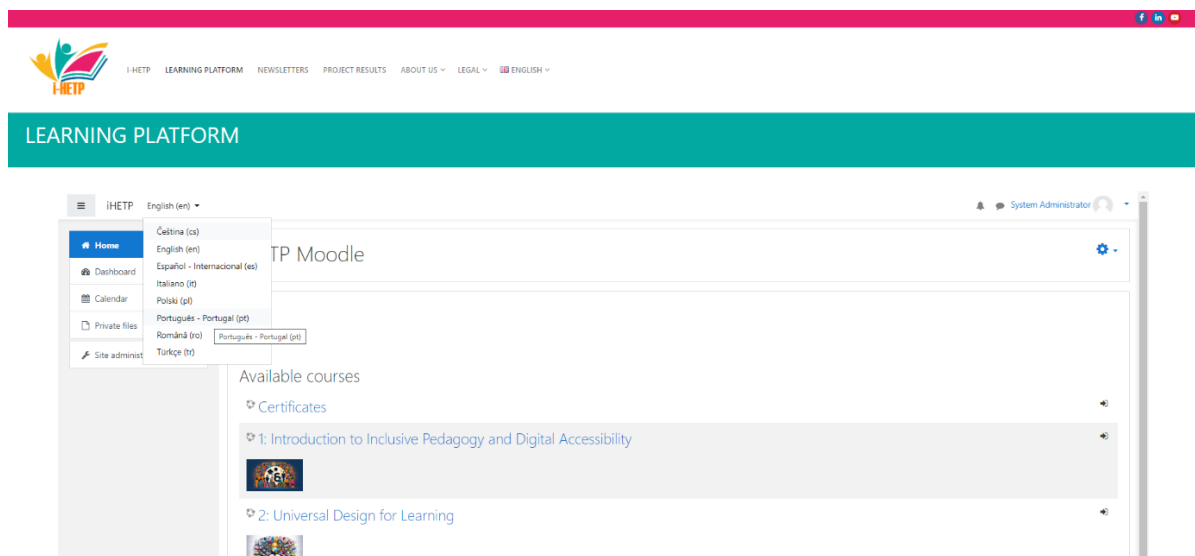 f in
i-HETP
I-HETP LEARNING PLATFORM NEWSLETTERS PROJECT RESULTS ABOUT US LEGAL ENGLISH
LEARNING PLATFORM
iHETP English (en) System Administrator
Čeština (cs)
English (en)
Español - Internacional (es)
Italiano (it)
Polski (pl)
Português - Portugal (pt)
Română (ro)
Türkçe (tr)
Português - Portugal (pt)
Home
Dashboard
Calendar
Private files
Site administ
TP Moodle
Available courses
Certificates
1: Introduction to Inclusive Pedagogy and Digital Accessibility
2: Universal Design for Learning